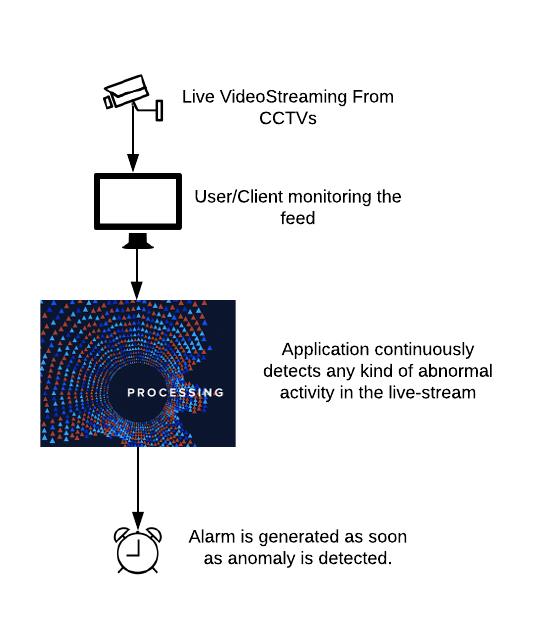 Live VideoStreaming From
CCTVs
User/Client monitoring the
feed
PROCESSING
Application continuously
detects any kind of abnormal
activity in the live-stream
Alarm is generated as soon
as anomaly is detected.